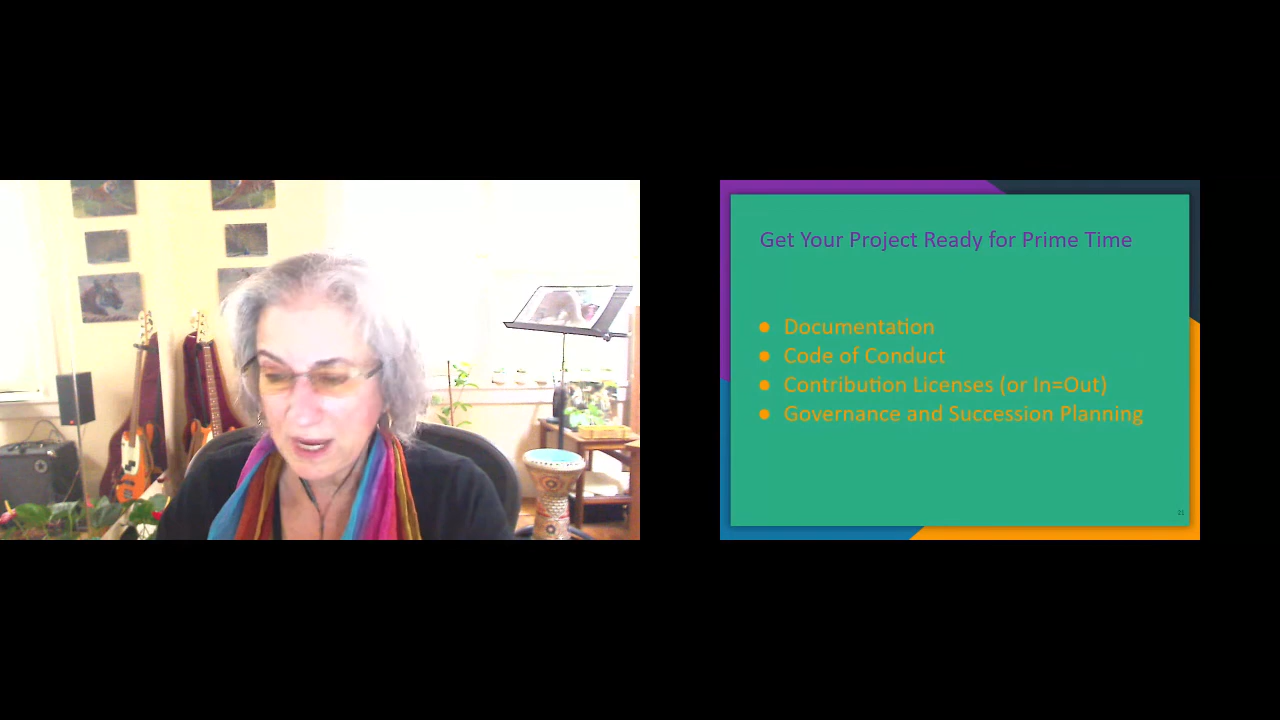 Get Your Project Ready for Prime Time
● Documentation
● Code of Conduct
● Contribution Licenses (or In=Out)
● Governance and Succession Planning
21